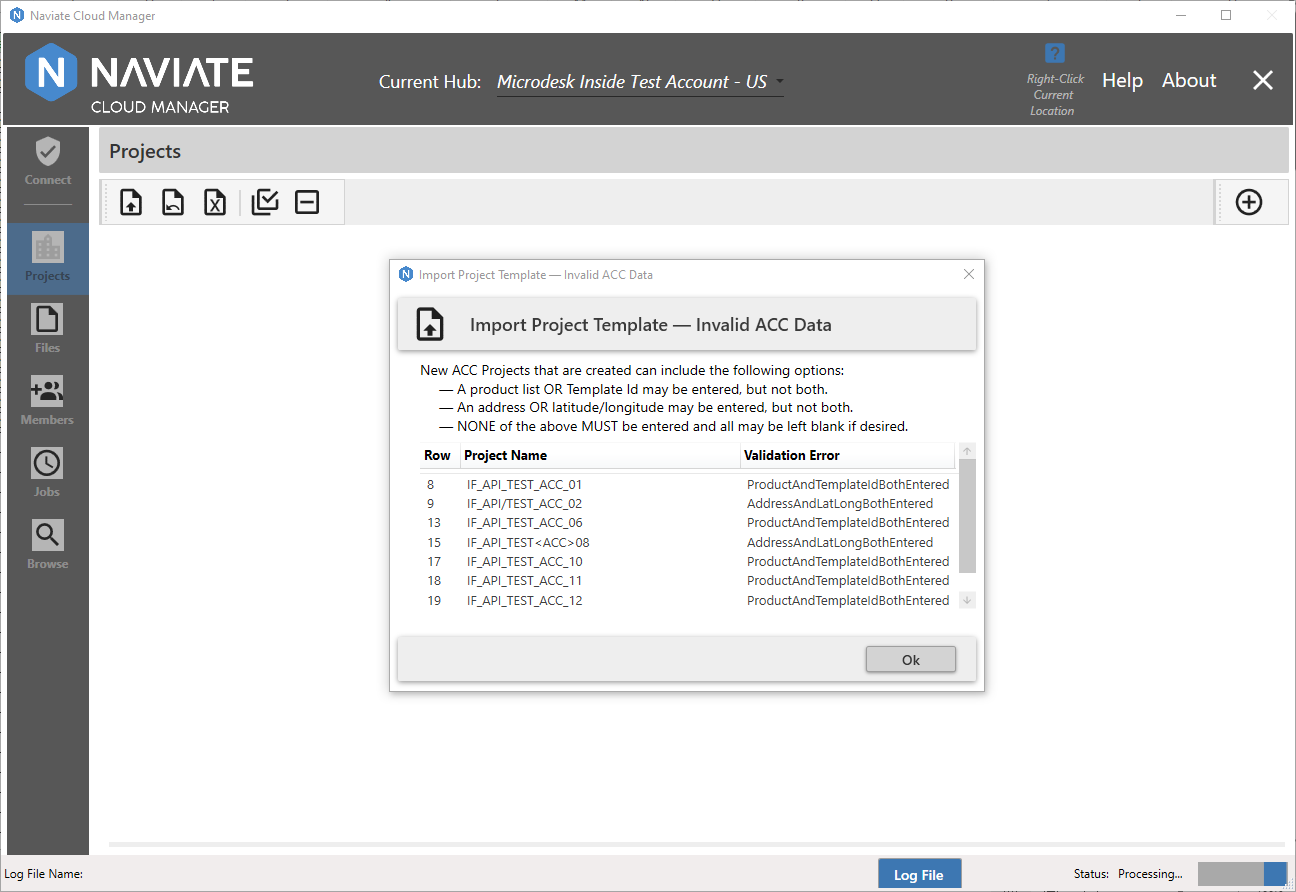 Naviate Cloud Manager
NAVIATE
CLOUD MANAGER
Current Hub: Microdesk Inside Test Account - US
?
Right-Click
Current
Location
Help About
Connect
Projects
Files
Members
Jobs
Browse
Projects
Import Project Template — Invalid ACC Data
Import Project Template — Invalid ACC Data
New ACC Projects that are created can include the following options:
— A product list OR Template Id may be entered, but not both.
— An address OR latitude/longitude may be entered, but not both.
— NONE of the above MUST be entered and all may be left blank if desired.
Row Project Name Validation Error
8 IF_API_TEST_ACC_01 ProductAndTemplateIdBothEntered
9 IF_API/TEST_ACC_02 AddressAndLatLongBothEntered
13 IF_API_TEST_ACC_06 ProductAndTemplateIdBothEntered
15 IF_API_TEST<ACC>08 AddressAndLatLongBothEntered
17 IF_API_TEST_ACC_10 ProductAndTemplateIdBothEntered
18 IF_API_TEST_ACC_11 ProductAndTemplateIdBothEntered
19 IF_API_TEST_ACC_12 ProductAndTemplateIdBothEntered
Ok
Log File Name:
Log File
Status: Processing...